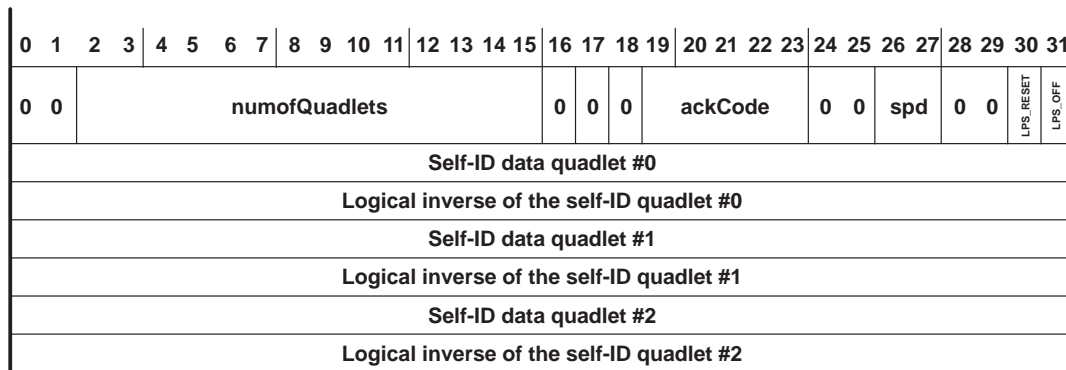 0 1 2 3 4 5 6 7 8 9 10 11 12 13 14 15 16 17 18 19 20 21 22 23 24 25 26 27 28 29 30 31
0 0 numofQuadlets 0 0 0 ackCode 0 0 spd 0 0 LPS_RESET LPS_OFF
Self-ID data quadlet #0
Logical inverse of the self-ID quadlet #0
Self-ID data quadlet #1
Logical inverse of the self-ID quadlet #1
Self-ID data quadlet #2
Logical inverse of the self-ID quadlet #2